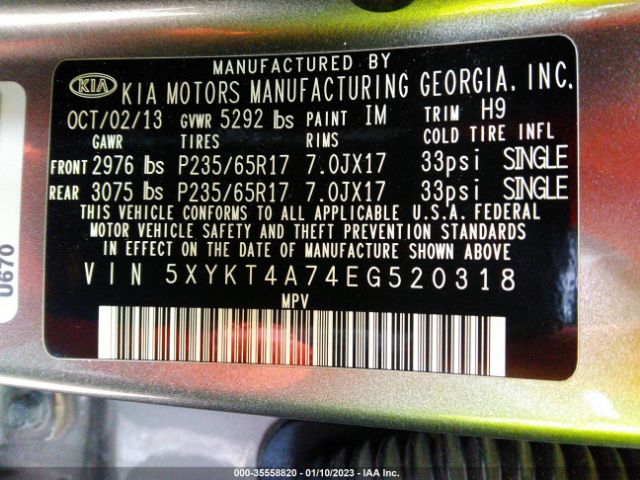 MANUFACTURED BY
KIA KIA MOTORS MANUFACTURING GEORGIA, INC.
OCT/02/13 GVWR 5292 lbs PAINT IM TRIM H9
GAWR TIRES RIMS COLD TIRE INFL
FRONT 2976 lbs P235/65R17 7.0JX17 33psi SINGLE
REAR 3075 lbs P235/65R17 7.0JX17 33psi SINGLE
THIS VEHICLE CONFORMS TO ALL APPLICABLE U.S.A. FEDERAL
MOTOR VEHICLE SAFETY AND THEFT PREVENTION STANDARDS
IN EFFECT ON THE DATE OF MANUFACTURE SHOWN ABOVE
VIN 5XYKT4A74EG520318
MPV
U670
000-35558820 - 01/10/2023 - IAA Inc.